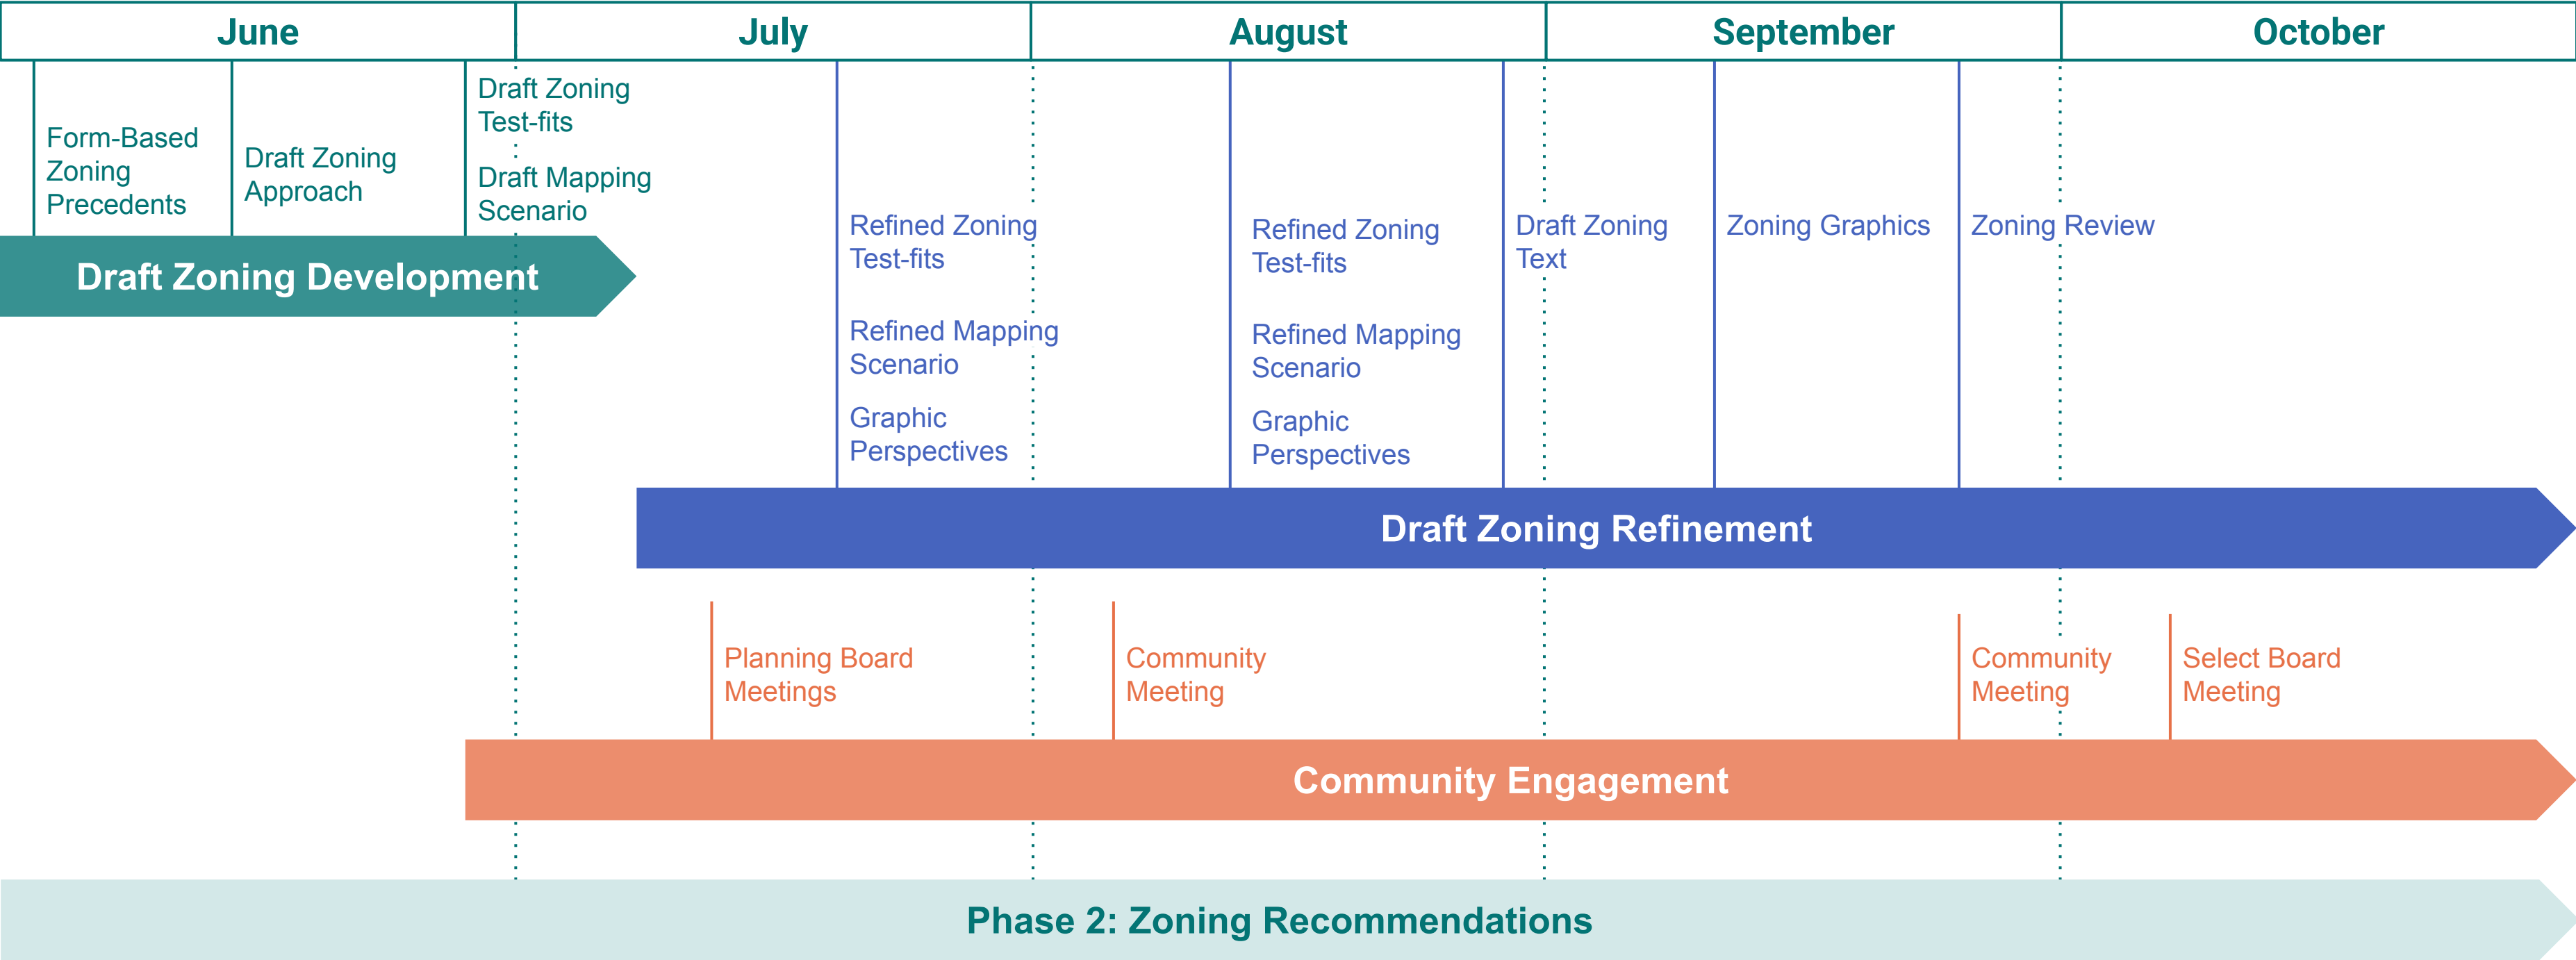 June
July
August
September
October
Form-Based
Zoning
Precedents
Draft Zoning
Approach
Draft Zoning
Test-fits
Draft Mapping
Scenario
Draft Zoning Development
Refined Zoning
Test-fits
Refined Mapping
Scenario
Graphic
Perspectives
Refined Zoning
Test-fits
Refined Mapping
Scenario
Graphic
Perspectives
Draft Zoning
Text
Zoning Graphics
Zoning Review
Draft Zoning Refinement
Planning Board
Meetings
Community
Meeting
Community
Meeting
Select Board
Meeting
Community Engagement
Phase 2: Zoning Recommendations